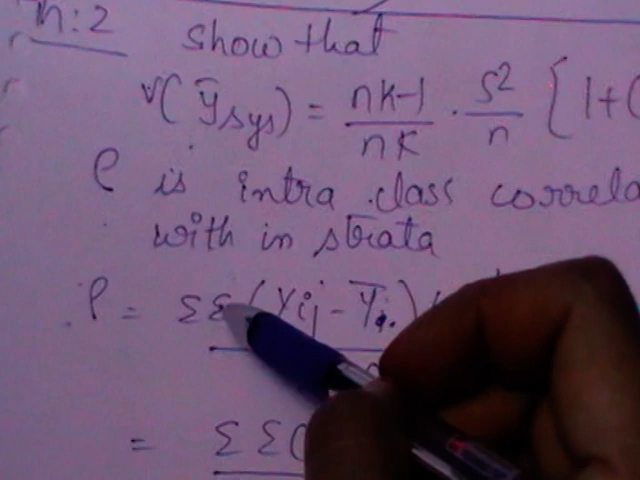 n:2 Show that
V(ȳsys) = nk-1/nk · S²/n [1+(
ρ is intra class correla
with in strata
ρ = ΣΣ(Yij - Ȳi.)(
= ΣΣ(